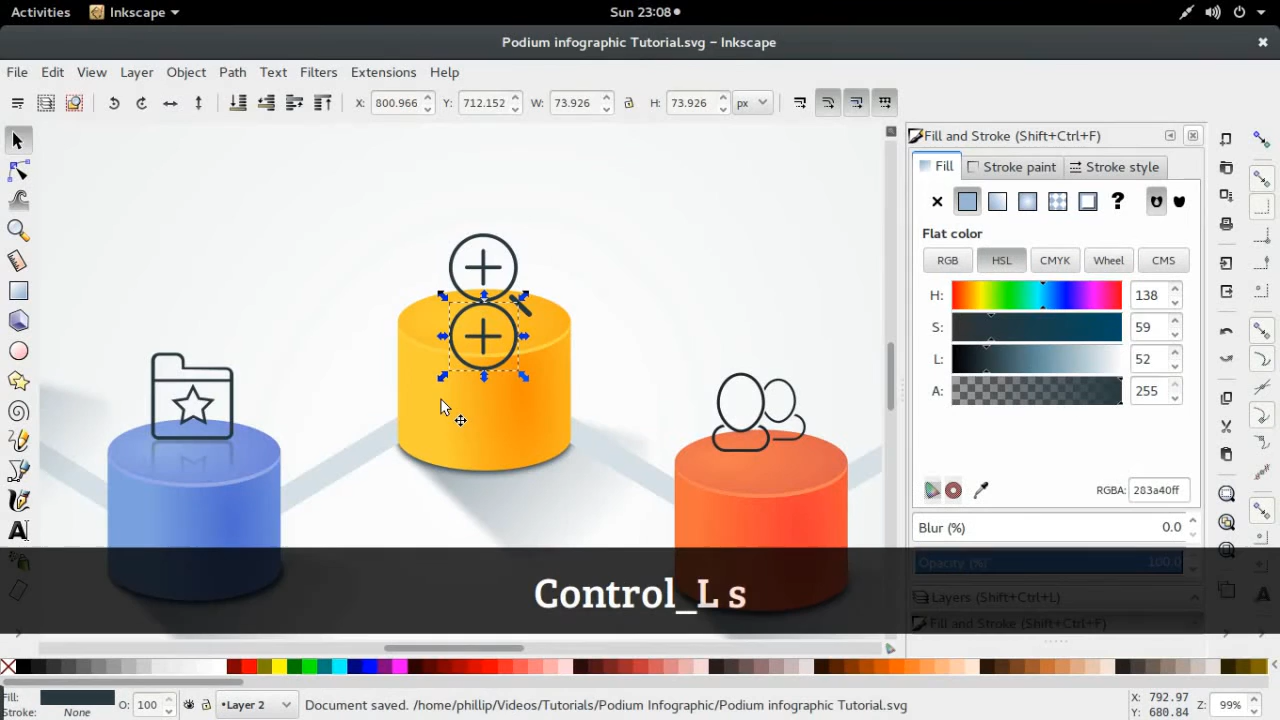 Activities Inkscape Sun 23:08
Podium infographic Tutorial.svg – Inkscape
File Edit View Layer Object Path Text Filters Extensions Help
X: 800.966 Y: 712.152 W: 73.926 H: 73.926 px
Fill and Stroke (Shift+Ctrl+F)
Fill Stroke paint Stroke style
?
Flat color
RGB HSL CMYK Wheel CMS
H: 138
S: 59
L: 52
A: 255
RGBA: 283a40ff
Blur (%) 0.0
Opacity (%) 100.0
Layers (Shift+Ctrl+L)
Fill and Stroke (Shift+Ctrl+F)
Control_L s
Fill:
Stroke: None
O: 100
•Layer 2
Document saved. /home/phillip/Videos/Tutorials/Podium Infographic/Podium infographic Tutorial.svg
X: 792.97
Y: 680.84
Z: 99%